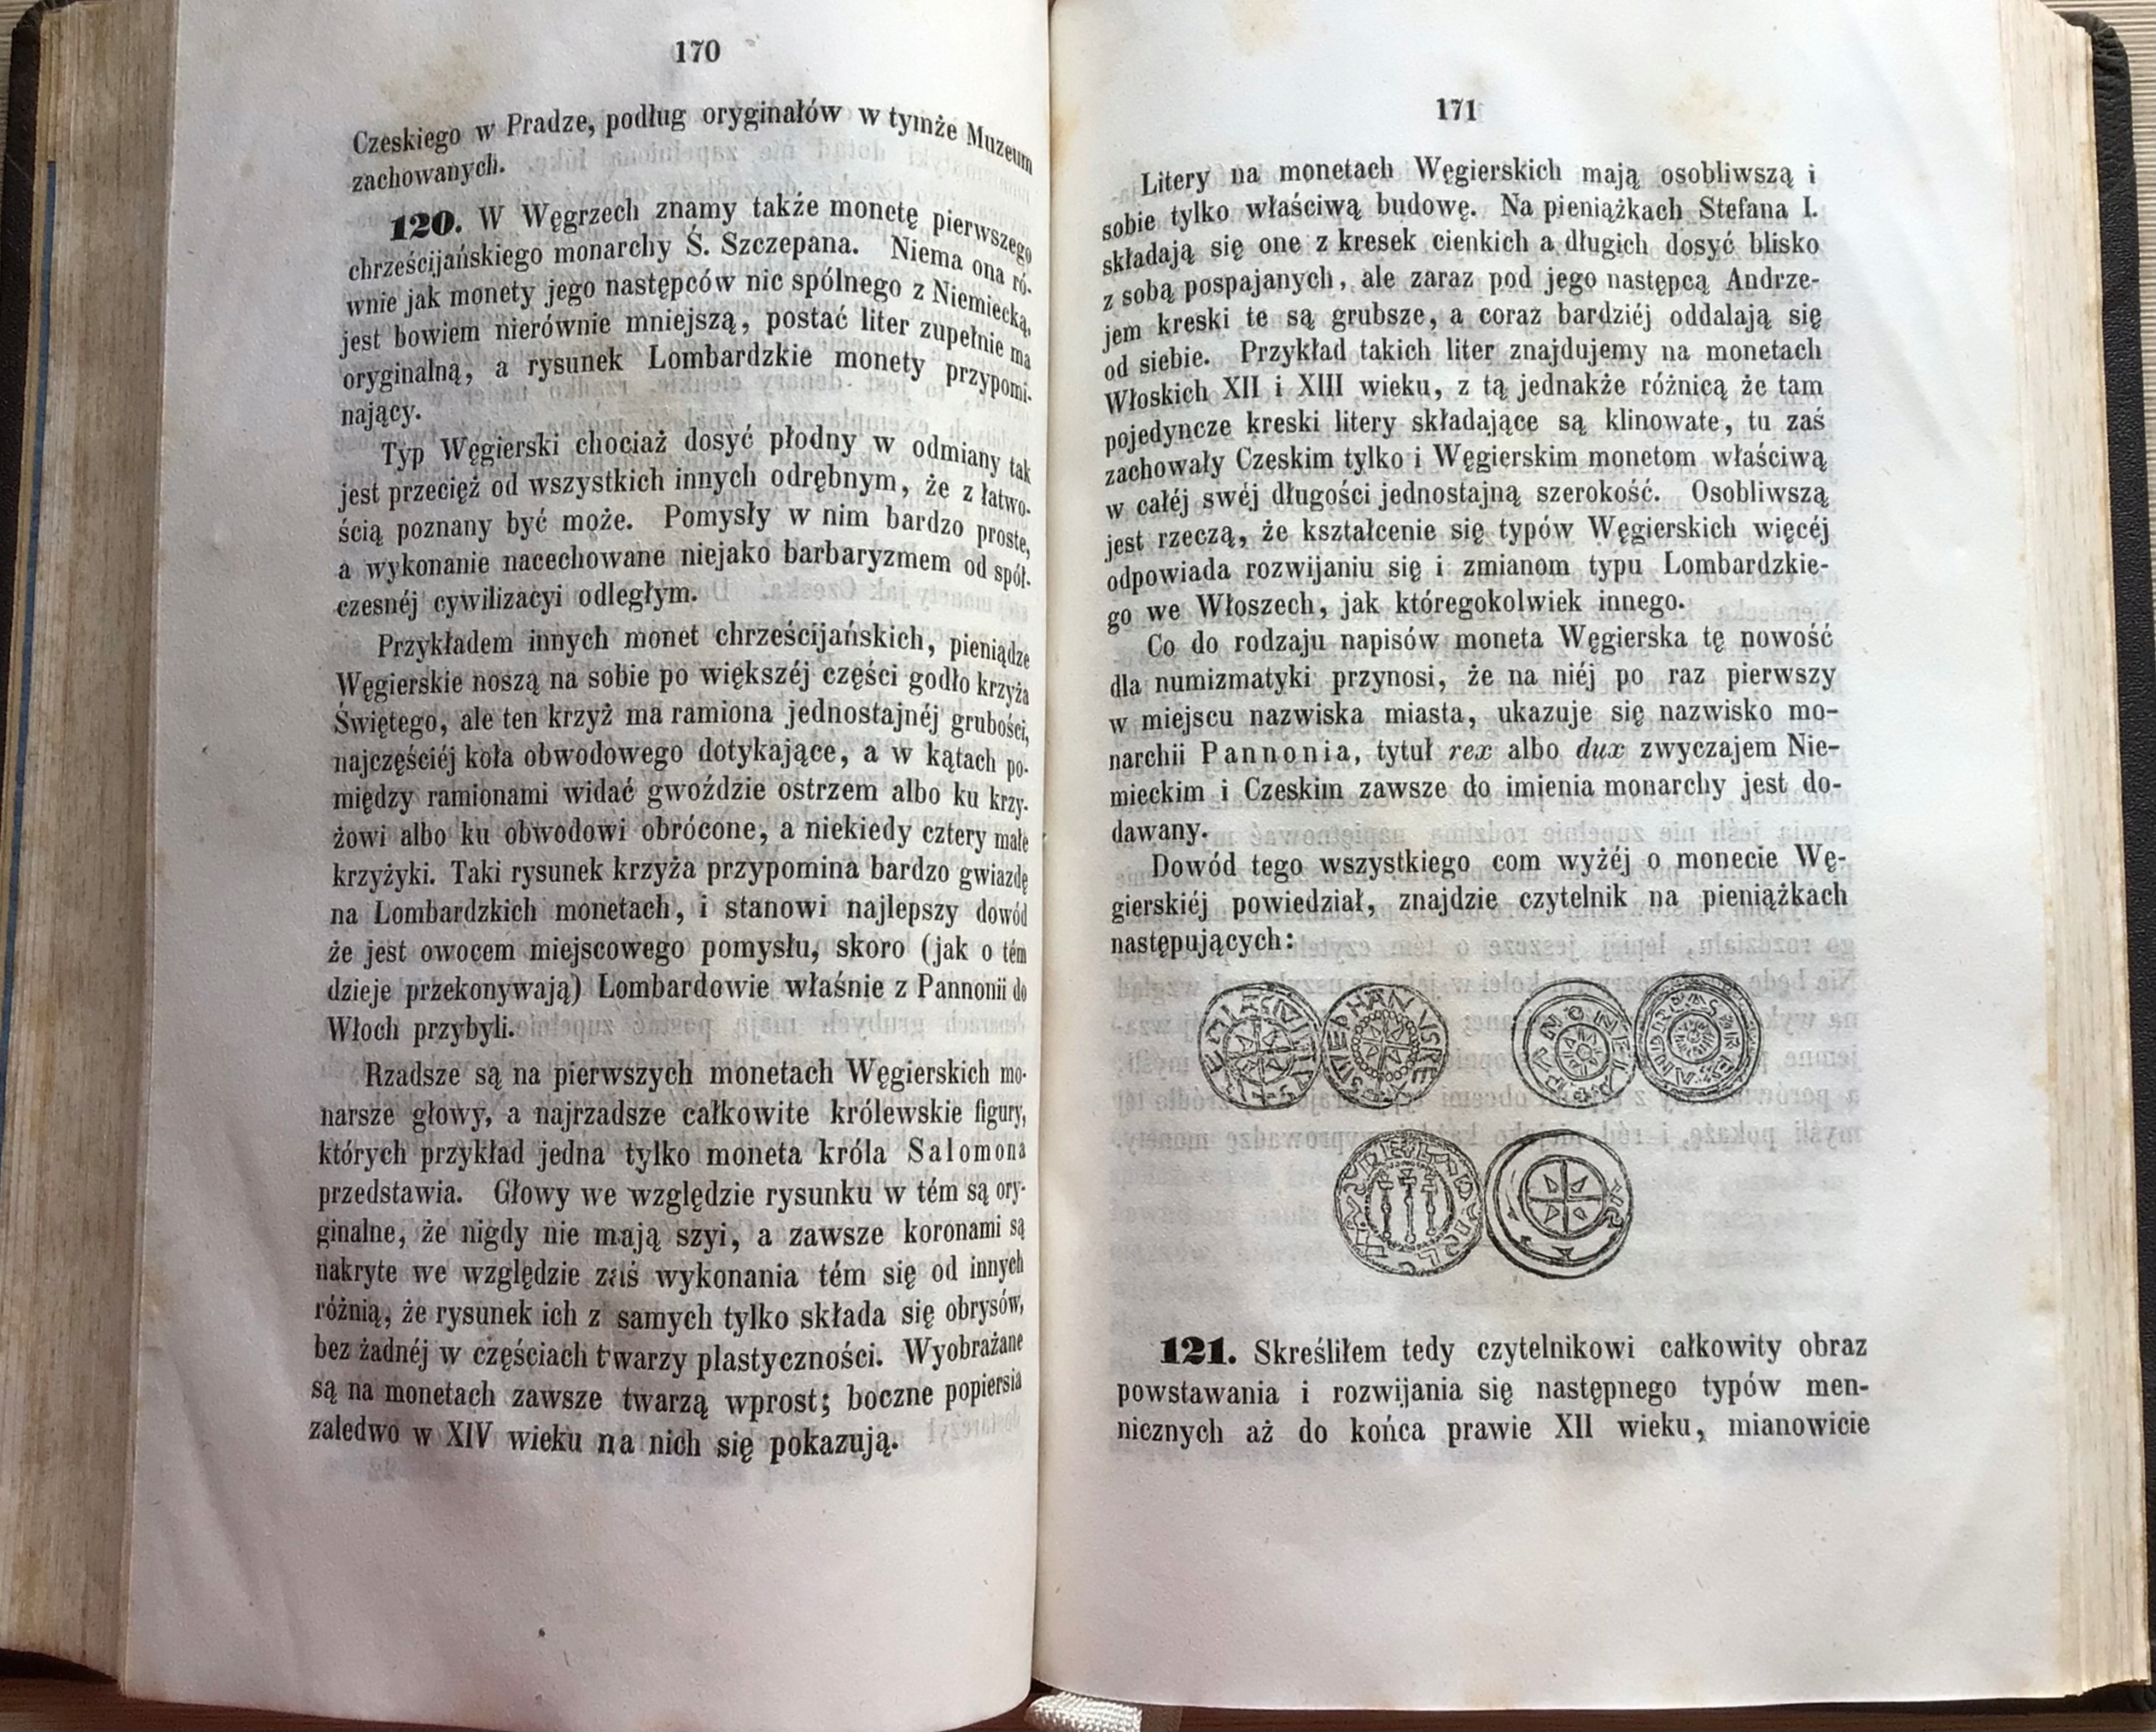 170
Czeskiego w Pradze, podług oryginałów w tymże Muzeum
zachowanych.
120. W Węgrzech znamy także monetę pierwszego
chrześcijańskiego monarchy Ś. Szczepana. Niema ona ró-
wnie jak monety jego następców nic spólnego z Niemiecką,
jest bowiem nierównie mniejszą, postać liter zupełnie ma
oryginalną, a rysunek Lombardzkie monety przypomi-
nający.
Typ Węgierski chociaż dosyć płodny w odmiany tak
jest przecięż od wszystkich innych odrębnym, że z łatwo-
ścią poznany być może. Pomysły w nim bardzo proste,
a wykonanie nacechowane niejako barbaryzmem od spół-
czesnéj cywilizacyi odległym.
Przykładem innych monet chrześcijańskich, pieniądze
Węgierskie noszą na sobie po większéj części godło krzyża
Świętego, ale ten krzyż ma ramiona jednostajnéj grubości,
najczęściéj koła obwodowego dotykające, a w kątach po-
między ramionami widać gwoździe ostrzem albo ku krzy-
żowi albo ku obwodowi obrócone, a niekiedy cztery małe
krzyżyki. Taki rysunek krzyża przypomina bardzo gwiazdę
na Lombardzkich monetach, i stanowi najlepszy dowód
że jest owocem miejscowego pomysłu, skoro (jak o tém
dzieje przekonywają) Lombardowie właśnie z Pannonii do
Włoch przybyli.
Rzadsze są na pierwszych monetach Węgierskich mo-
narsze głowy, a najrzadsze całkowite królewskie figury,
których przykład jedna tylko moneta króla Salomona
przedstawia. Głowy we względzie rysunku w tém są ory-
ginalne, że nigdy nie mają szyi, a zawsze koronami są
nakryte we względzie zaś wykonania tém się od innych
różnią, że rysunek ich z samych tylko składa się obrysów,
bez żadnéj w częściach twarzy plastyczności. Wyobrażane
są na monetach zawsze twarzą wprost; boczne popiersia
zaledwo w XIV wieku na nich się pokazują.
171
Litery na monetach Węgierskich mają osobliwszą i
sobie tylko właściwą budowę. Na pieniążkach Stefana I.
składają się one z kresek cienkich a długich dosyć blisko
z sobą pospajanych, ale zaraz pod jego następcą Andrze-
jem kreski te są grubsze, a coraz bardziéj oddalają się
od siebie. Przykład takich liter znajdujemy na monetach
Włoskich XII i XIII wieku, z tą jednakże różnicą że tam
pojedyncze kreski litery składające są klinowate, tu zaś
zachowały Czeskim tylko i Węgierskim monetom właściwą
w całéj swéj długości jednostajną szerokość. Osobliwszą
jest rzeczą, że kształcenie się typów Węgierskich więcéj
odpowiada rozwijaniu się i zmianom typu Lombardzkie-
go we Włoszech, jak któregokolwiek innego.
Co do rodzaju napisów moneta Węgierska tę nowość
dla numizmatyki przynosi, że na niéj po raz pierwszy
w miejscu nazwiska miasta, ukazuje się nazwisko mo-
narchii Pannonia, tytuł rex albo dux zwyczajem Nie-
mieckim i Czeskim zawsze do imienia monarchy jest do-
dawany.
Dowód tego wszystkiego com wyżéj o monecie Wę-
gierskiéj powiedział, znajdzie czytelnik na pieniążkach
następujących:
121. Skreśliłem tedy czytelnikowi całkowity obraz
powstawania i rozwijania się następnego typów men-
nicznych aż do końca prawie XII wieku, mianowicie